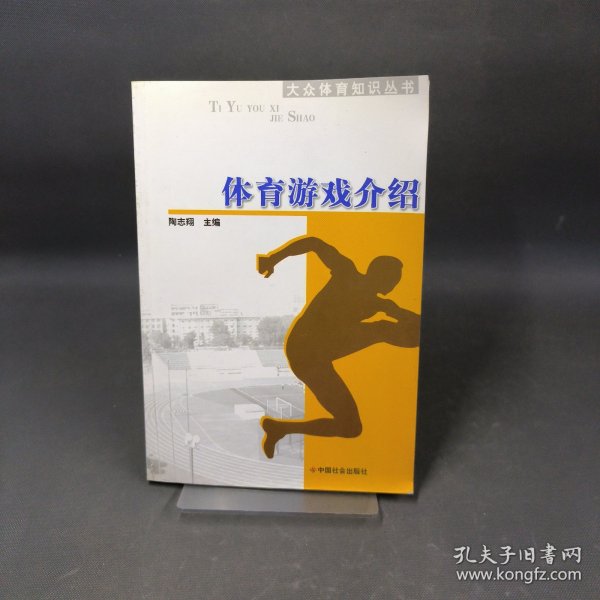 大众体育知识丛书
TI YU YOU XI
JIE SHAO
体育游戏介绍
陶志翔 主编
中国社会出版社
孔夫子旧书网
www.kongfz.com